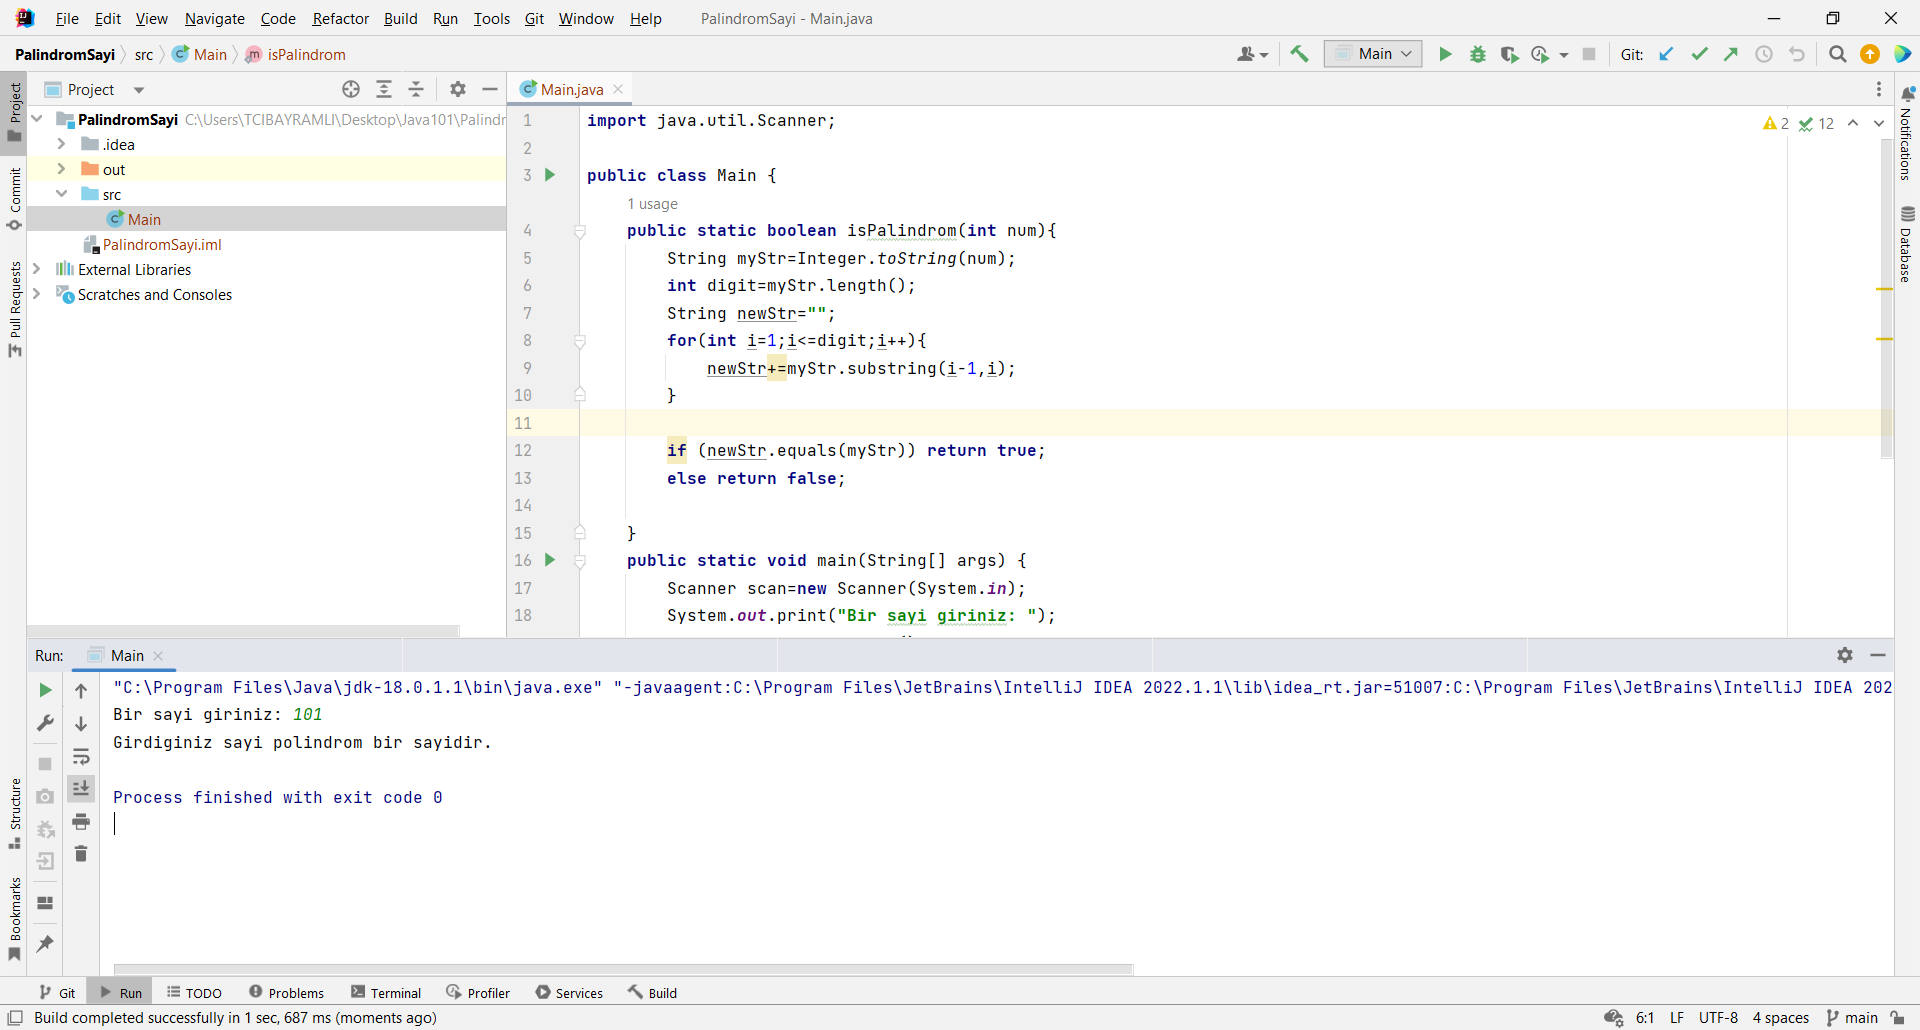 File Edit View Navigate Code Refactor Build Run Tools Git Window Help PalindromSayi - Main.java
PalindromSayi src Main isPalindrom Main Git:
Project
Main.java
PalindromSayi C:\Users\TCIBAYRAMLI\Desktop\Java101\Palindr
.idea
out
src
Main
PalindromSayi.iml
External Libraries
Scratches and Consoles
Project
Commit
Pull Requests
Structure
Bookmarks
2 12
1 import java.util.Scanner;
2
3 public class Main {
1 usage
4 public static boolean isPalindrom(int num){
5 String myStr=Integer.toString(num);
6 int digit=myStr.length();
7 String newStr="";
8 for(int i=1;i<=digit;i++){
9 newStr+=myStr.substring(i-1,i);
10 }
11
12 if (newStr.equals(myStr)) return true;
13 else return false;
14
15 }
16 public static void main(String[] args) {
17 Scanner scan=new Scanner(System.in);
18 System.out.print("Bir sayi giriniz: ");
Notifications
Database
Run: Main
"C:\Program Files\Java\jdk-18.0.1.1\bin\java.exe" "-javaagent:C:\Program Files\JetBrains\IntelliJ IDEA 2022.1.1\lib\idea_rt.jar=51007:C:\Program Files\JetBrains\IntelliJ IDEA 202
Bir sayi giriniz: 101
Girdiginiz sayi polindrom bir sayidir.
Process finished with exit code 0
Git Run TODO Problems Terminal Profiler Services Build
Build completed successfully in 1 sec, 687 ms (moments ago) 6:1 LF UTF-8 4 spaces main